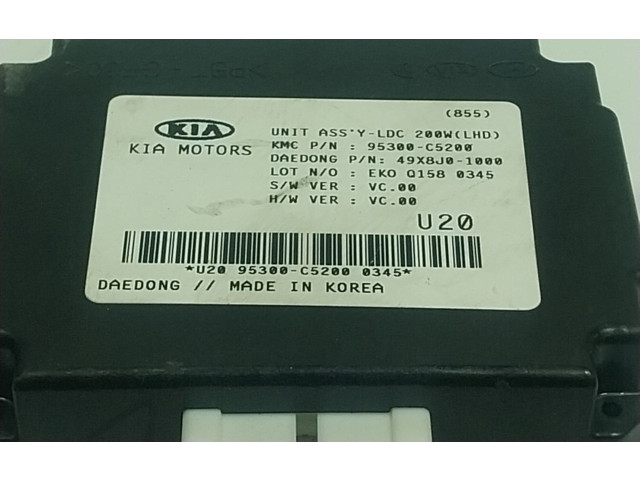 (855)
KIA
KIA MOTORS
UNIT ASS'Y-LDC 200W(LHD)
KMC P/N : 95300-C5200
DAEDONG P/N: 49X8J0-1000
LOT N/O : EKO Q158 0345
S/W VER : VC.00
H/W VER : VC.00
U20
*U20 95300-C5200 0345*
DAEDONG // MADE IN KOREA